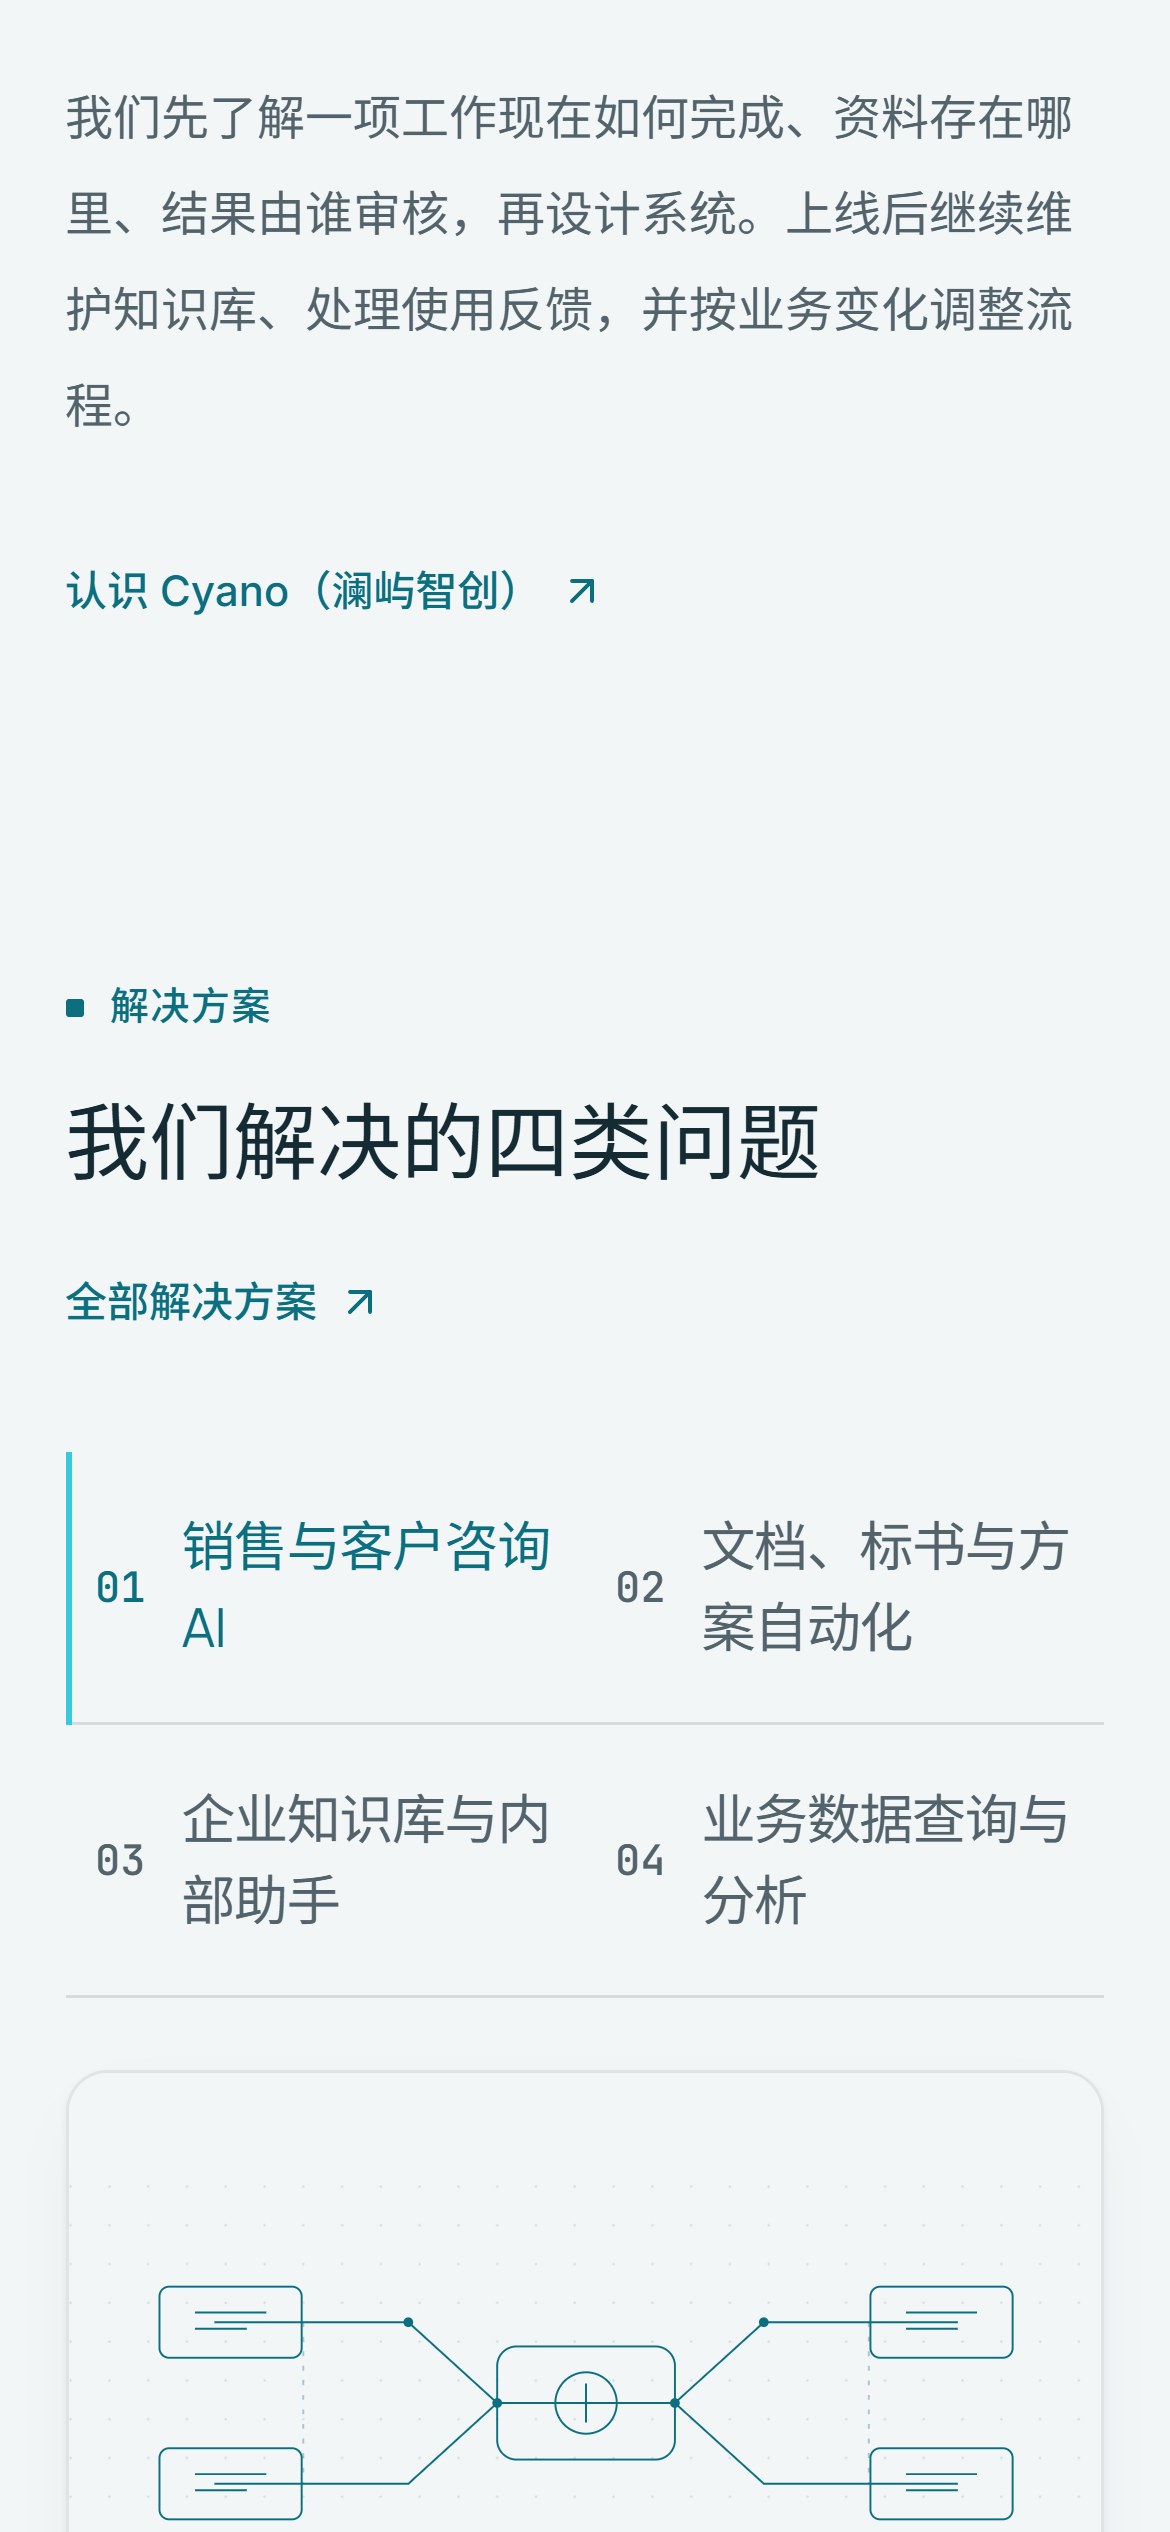 我们先了解一项工作现在如何完成、资料存在哪
里、结果由谁审核，再设计系统。上线后继续维
护知识库、处理使用反馈，并按业务变化调整流
程。
认识 Cyano（澜屿智创）
解决方案
我们解决的四类问题
全部解决方案
01
销售与客户咨询
AI
02
文档、标书与方
案自动化
03
企业知识库与内
部助手
04
业务数据查询与
分析